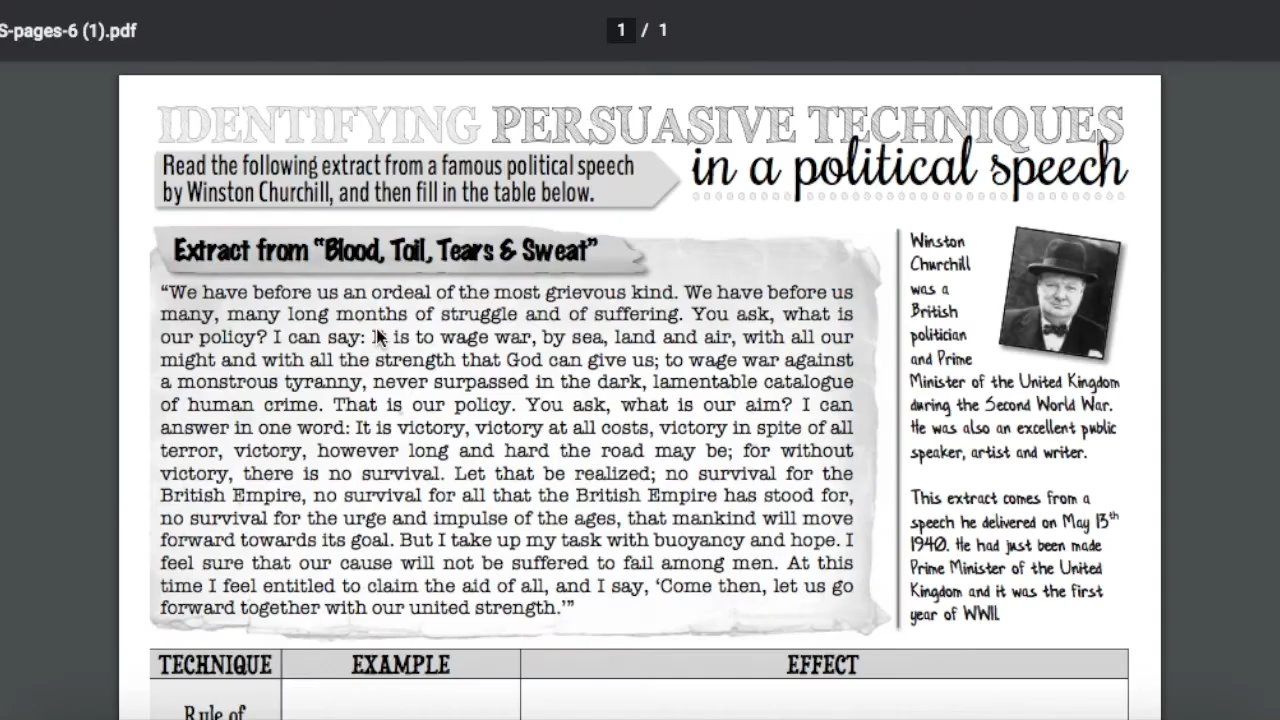 S-pages-6 (1).pdf
1 / 1
IDENTIFYING PERSUASIVE TECHNIQUES
in a political speech
Read the following extract from a famous political speech
by Winston Churchill, and then fill in the table below.
Extract from “Blood, Toil, Tears & Sweat”
“We have before us an ordeal of the most grievous kind. We have before us
many, many long months of struggle and of suffering. You ask, what is
our policy? I can say: It is to wage war, by sea, land and air, with all our
might and with all the strength that God can give us; to wage war against
a monstrous tyranny, never surpassed in the dark, lamentable catalogue
of human crime. That is our policy. You ask, what is our aim? I can
answer in one word: It is victory, victory at all costs, victory in spite of all
terror, victory, however long and hard the road may be; for without
victory, there is no survival. Let that be realized; no survival for the
British Empire, no survival for all that the British Empire has stood for,
no survival for the urge and impulse of the ages, that mankind will move
forward towards its goal. But I take up my task with buoyancy and hope. I
feel sure that our cause will not be suffered to fail among men. At this
time I feel entitled to claim the aid of all, and I say, ‘Come then, let us go
forward together with our united strength.’”
Winston
Churchill
was a
British
politician
and Prime
Minister of the United Kingdom
during the Second World War.
He was also an excellent public
speaker, artist and writer.
This extract comes from a
speech he delivered on May 13th
1940. He had just been made
Prime Minister of the United
Kingdom and it was the first
year of WWII.
TECHNIQUE EXAMPLE EFFECT
Rule of